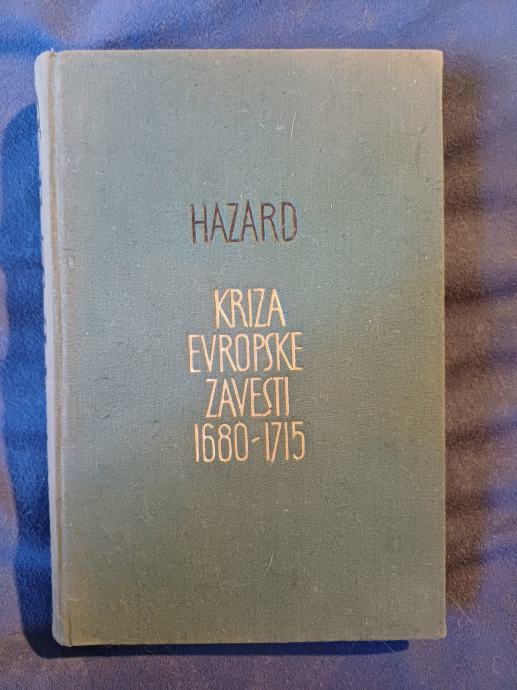 HAZARD
KRIZA
EVROPSKE
ZAVESTI
1680-1715